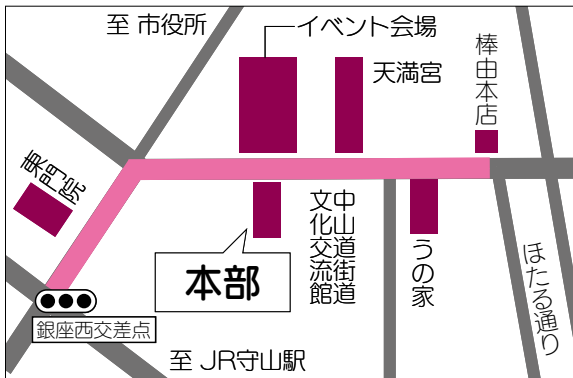 至 市役所
イベント会場
天満宮
棒由本店
東門院
本部
中山道街道
文化交流館
うの家
ほたる通り
銀座西交差点
至 JR守山駅